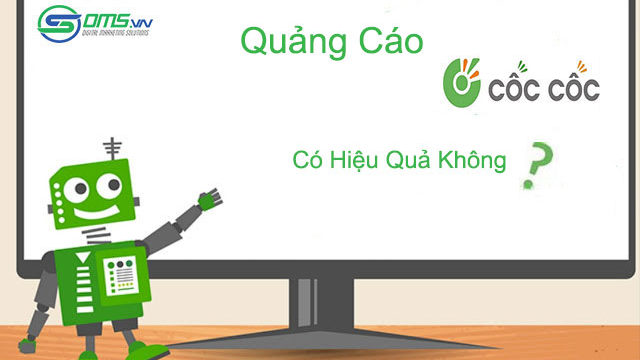 OMS.VN
DIGITAL MARKETING SOLUTIONS
Quảng Cáo
CỐC CỐC
Có Hiệu Quả Không ?